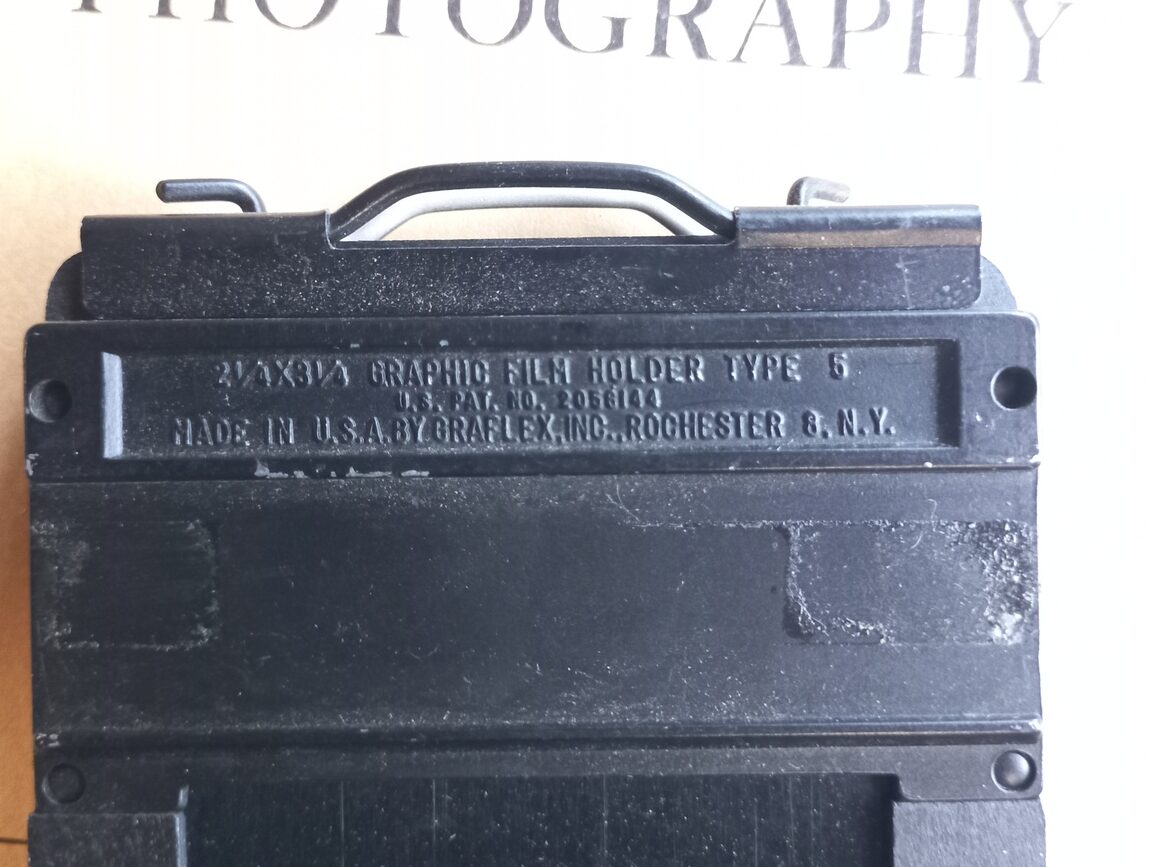 PHOTOGRAPHY
2¼X3¼ GRAPHIC FILM HOLDER TYPE 5
U.S. PAT. NO. 2056144
MADE IN U.S.A. BY GRAFLEX, INC., ROCHESTER 8, N.Y.